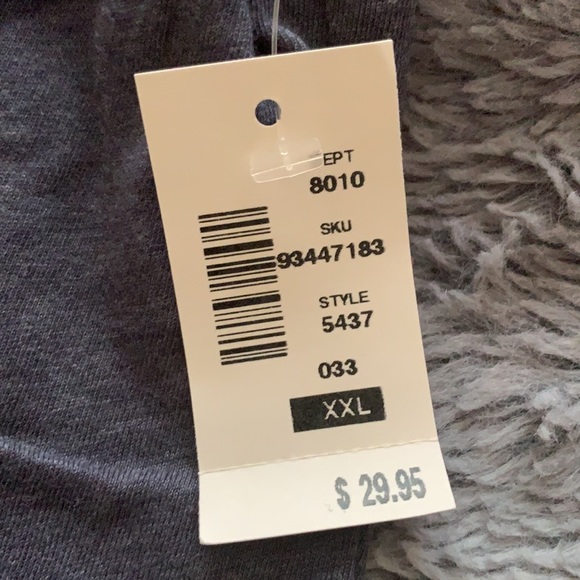 EPT
8010
SKU
93447183
STYLE
5437
033
XXL
$ 29.95